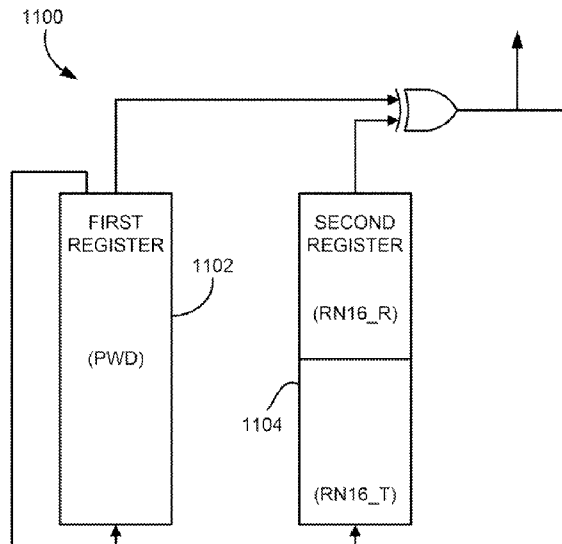 1100
FIRST
REGISTER
(PWD)
1102
SECOND
REGISTER
(RN16_R)
1104
(RN16_T)